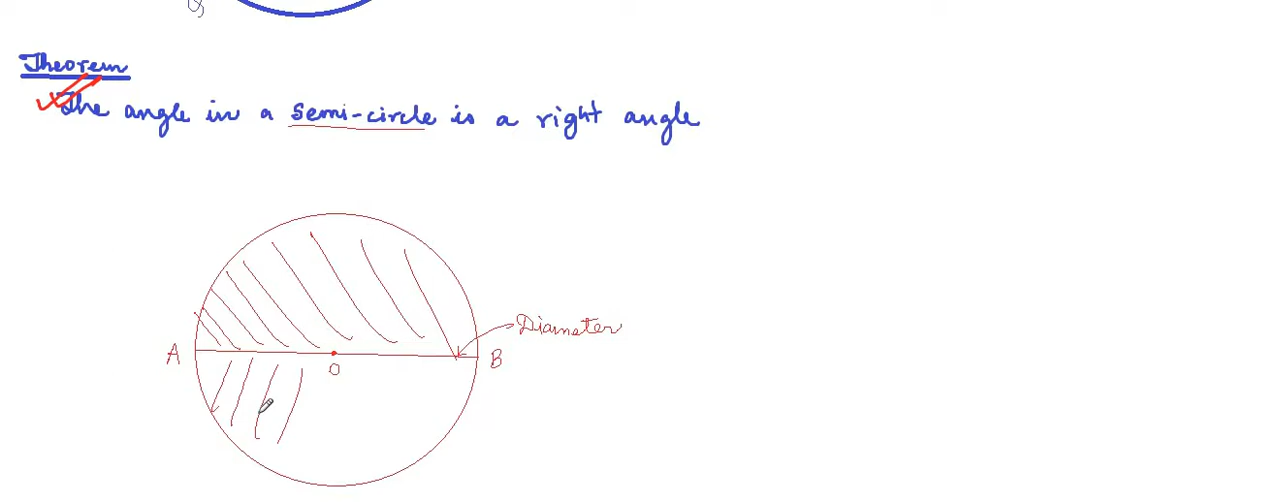 Theorem
The angle in a Semi-circle is a right angle
Diameter
A
B
O